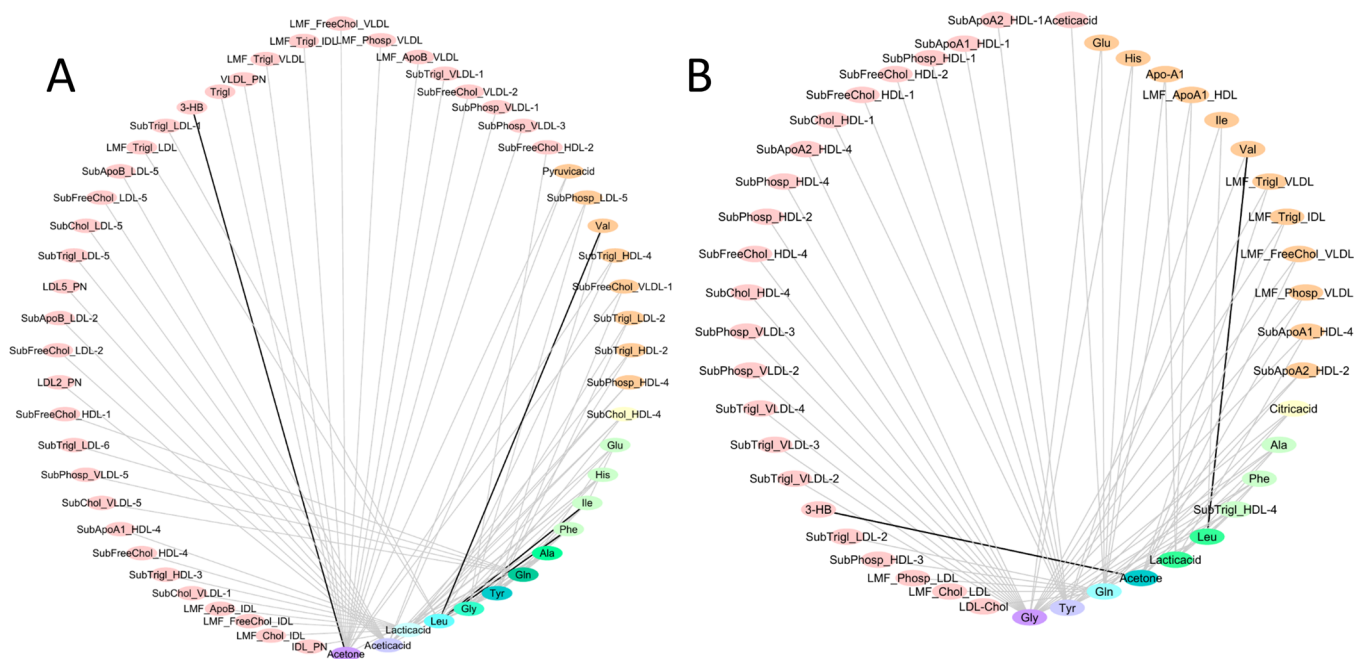 A
LMF_FreeChol_VLDL
LMF_Trigl_IDL
LMF_Phosp_VLDL
LMF_Trigl_VLDL
LMF_ApoB_VLDL
VLDL_PN
SubTrigl_VLDL-1
Trigl
SubFreeChol_VLDL-2
3-HB
SubPhosp_VLDL-1
SubTrigl_LDL-1
SubPhosp_VLDL-3
LMF_Trigl_LDL
SubFreeChol_HDL-2
SubApoB_LDL-5
Pyruvicacid
SubFreeChol_LDL-5
SubPhosp_LDL-5
SubChol_LDL-5
Val
SubTrigl_LDL-5
SubTrigl_HDL-4
LDL5_PN
SubFreeChol_VLDL-1
SubApoB_LDL-2
SubTrigl_LDL-2
SubFreeChol_LDL-2
SubTrigl_HDL-2
LDL2_PN
SubPhosp_HDL-4
SubFreeChol_HDL-1
SubChol_HDL-4
SubTrigl_LDL-6
Glu
SubPhosp_VLDL-5
His
SubChol_VLDL-5
Ile
SubApoA1_HDL-4
Phe
SubFreeChol_HDL-4
Ala
SubTrigl_HDL-3
Gln
SubChol_VLDL-1
Tyr
LMF_ApoB_IDL
Gly
LMF_FreeChol_IDL
Leu
LMF_Chol_IDL
Lacticacid
IDL_PN
Aceticacid
Acetone
B
SubApoA2_HDL-1
Aceticacid
SubApoA1_HDL-1
Glu
SubPhosp_HDL-1
His
SubFreeChol_HDL-2
Apo-A1
SubFreeChol_HDL-1
LMF_ApoA1_HDL
SubChol_HDL-1
Ile
SubApoA2_HDL-4
Val
SubPhosp_HDL-4
LMF_Trigl_VLDL
SubPhosp_HDL-2
LMF_Trigl_IDL
SubFreeChol_HDL-4
LMF_FreeChol_VLDL
SubChol_HDL-4
LMF_Phosp_VLDL
SubPhosp_VLDL-3
SubApoA1_HDL-4
SubPhosp_VLDL-2
SubApoA2_HDL-2
SubTrigl_VLDL-4
Citricacid
SubTrigl_VLDL-3
Ala
SubTrigl_VLDL-2
Phe
3-HB
SubTrigl_HDL-4
SubTrigl_LDL-2
Leu
SubPhosp_HDL-3
Lacticacid
LMF_Phosp_LDL
Acetone
LMF_Chol_LDL
Gln
LDL-Chol
Tyr
Gly